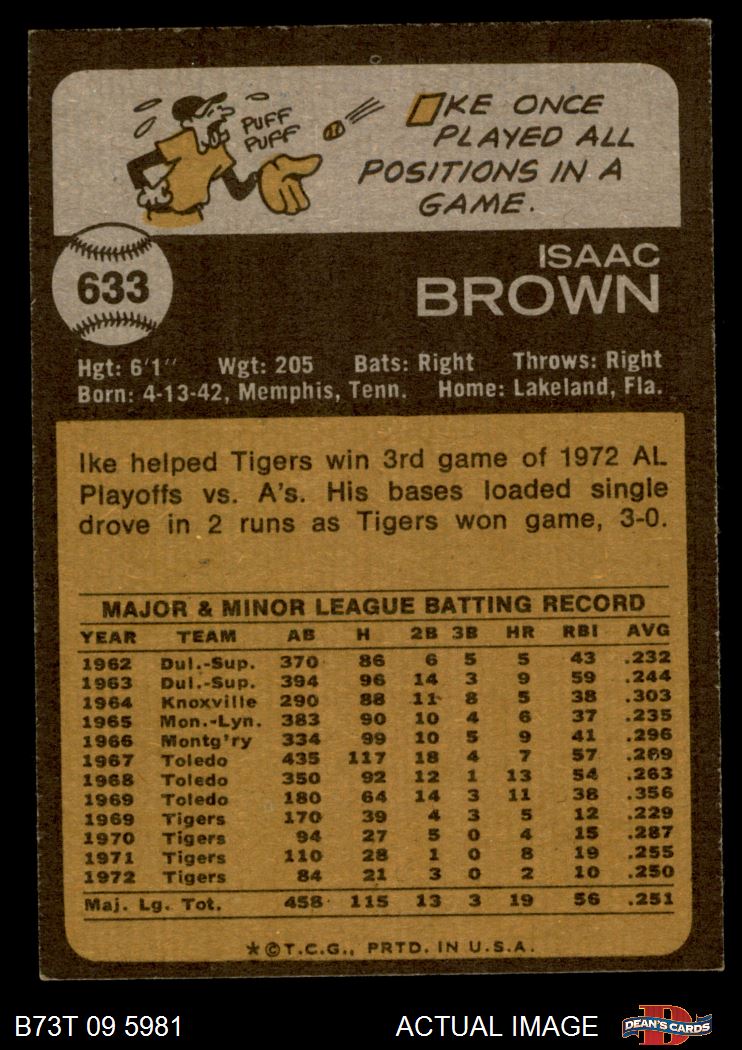 PUFF
PUFF
IKE ONCE
PLAYED ALL
POSITIONS IN A
GAME.
633
ISAAC
BROWN
Hgt: 6'1" Wgt: 205 Bats: Right Throws: Right
Born: 4-13-42, Memphis, Tenn. Home: Lakeland, Fla.
Ike helped Tigers win 3rd game of 1972 AL
Playoffs vs. A's. His bases loaded single
drove in 2 runs as Tigers won game, 3-0.
MAJOR & MINOR LEAGUE BATTING RECORD
YEAR TEAM AB H 2B 3B HR RBI AVG
1962 Dul.-Sup. 370 86 6 5 5 43 .232
1963 Dul.-Sup. 394 96 14 3 9 59 .244
1964 Knoxville 290 88 11 8 5 38 .303
1965 Mon.-Lyn. 383 90 10 4 6 37 .235
1966 Montg'ry 334 99 10 5 9 41 .296
1967 Toledo 435 117 18 4 7 57 .269
1968 Toledo 350 92 12 1 13 54 .263
1969 Toledo 180 64 14 3 11 38 .356
1969 Tigers 170 39 4 3 5 12 .229
1970 Tigers 94 27 5 0 4 15 .287
1971 Tigers 110 28 1 0 8 19 .255
1972 Tigers 84 21 3 0 2 10 .250
Maj. Lg. Tot. 458 115 13 3 19 56 .251
★©T.C.G., PRTD. IN U.S.A.
B73T 09 5981 ACTUAL IMAGE D DEAN'S CARDS